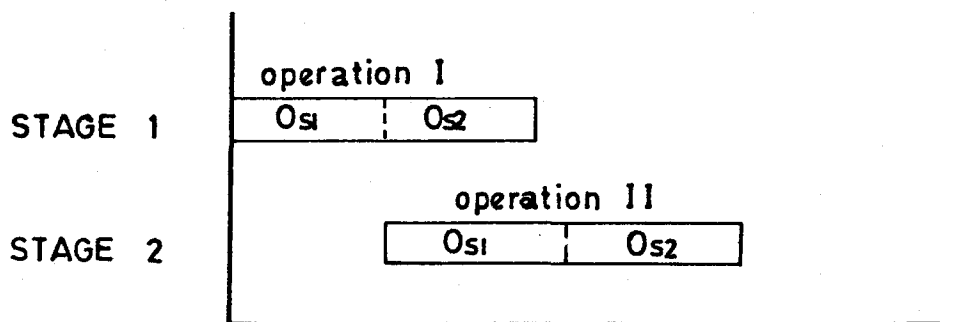 operation I
STAGE 1 Os1 Os2
operation II
STAGE 2 Os1 Os2